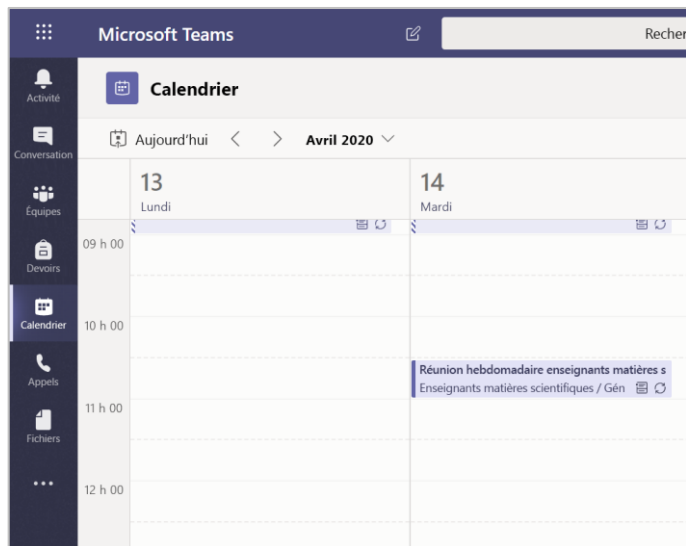 Microsoft Teams
Recher
Activité
Conversation
Équipes
Devoirs
Calendrier
Appels
Fichiers
Calendrier
Aujourd'hui
Avril 2020
13
Lundi
14
Mardi
09 h 00
10 h 00
Réunion hebdomadaire enseignants matières s
Enseignants matières scientifiques / Gén
11 h 00
12 h 00